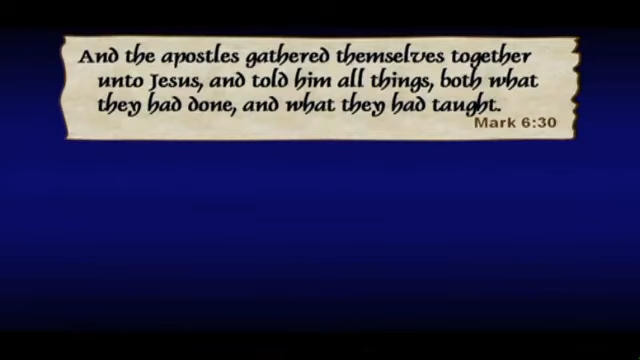 And the apostles gathered themselves together
unto Jesus, and told him all things, both what
they had done, and what they had taught.
Mark 6:30